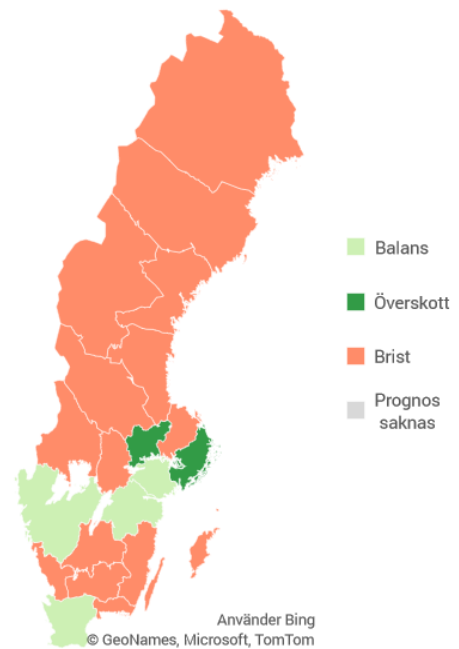 Balans
Överskott
Brist
Prognos
saknas
Använder Bing
© GeoNames, Microsoft, TomTom